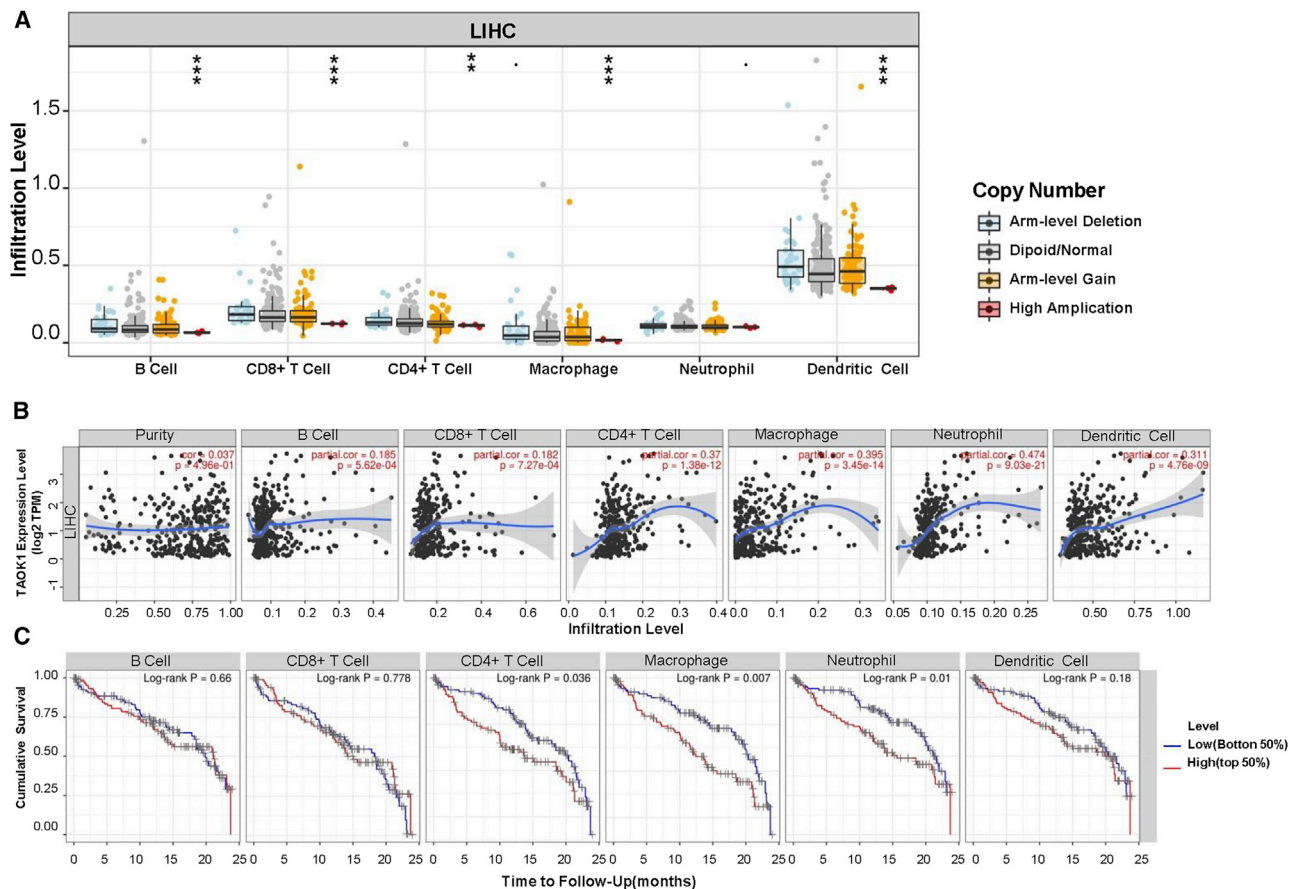 A
LIHC
*** *** ** . *** . ***
Infiltration Level
1.5
1.0
0.5
0.0
B Cell CD8+ T Cell CD4+ T Cell Macrophage Neutrophil Dendritic Cell
Copy Number
Arm-level Deletion
Dipoid/Normal
Arm-level Gain
High Amplication
B
Purity B Cell CD8+ T Cell CD4+ T Cell Macrophage Neutrophil Dendritic Cell
cor = 0.037 partial.cor = 0.185 partial.cor = 0.182 partial.cor = 0.37 partial.cor = 0.395 partial.cor = 0.474 partial.cor = 0.311
p = 4.96e-01 p = 5.62e-04 p = 7.27e-04 p = 1.38e-12 p = 3.45e-14 p = 9.03e-21 p = 4.76e-09
TAOK1 Expression Level
(log2 TPM)
LIHC
3
2
1
0
-1
0.25 0.50 0.75 1.00 0.0 0.1 0.2 0.3 0.4 0.2 0.4 0.6 0.0 0.1 0.2 0.3 0.4 0.0 0.1 0.2 0.3 0.05 0.10 0.15 0.20 0.25 0.50 0.75 1.00
Infiltration Level
C
B Cell CD8+ T Cell CD4+ T Cell Macrophage Neutrophil Dendritic Cell
Log-rank P = 0.66 Log-rank P = 0.778 Log-rank P = 0.036 Log-rank P = 0.007 Log-rank P = 0.01 Log-rank P = 0.18
Cumulative Survival
1.00
0.75
0.50
0.25
0.00
0 5 10 15 20 25 0 5 10 15 20 25 0 5 10 15 20 25 0 5 10 15 20 25 0 5 10 15 20 25 0 5 10 15 20 25
Time to Follow-Up(months)
Level
Low(Botton 50%)
High(top 50%)